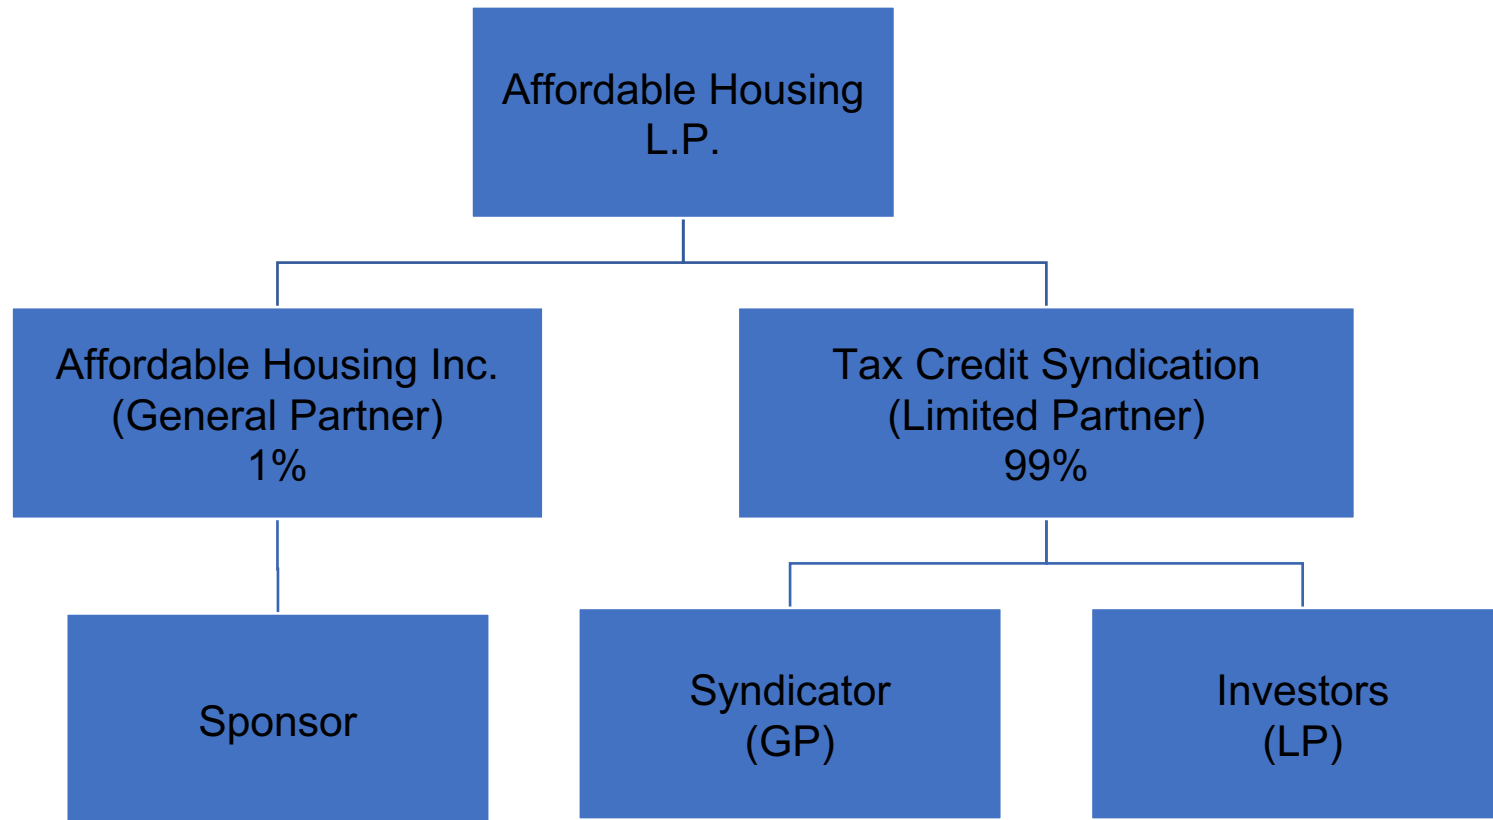 Affordable Housing
L.P.
Affordable Housing Inc.
(General Partner)
1%
Tax Credit Syndication
(Limited Partner)
99%
Sponsor
Syndicator
(GP)
Investors
(LP)